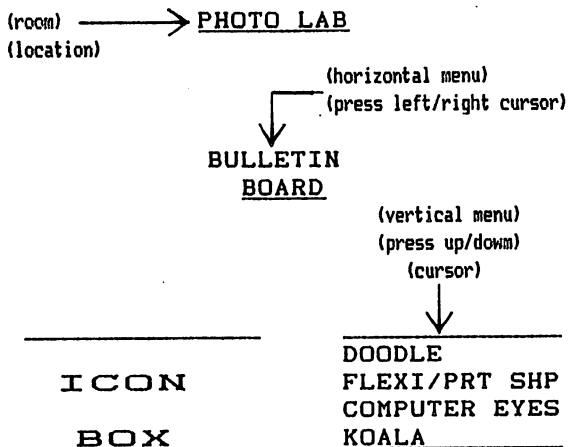 (room) PHOTO LAB
(location)
(horizontal menu)
(press left/right cursor)
BULLETIN
BOARD
(vertical menu)
(press up/dowm)
(cursor)
DOODLE
ICON FLEXI/PRT SHP
COMPUTER EYES
BOX KOALA